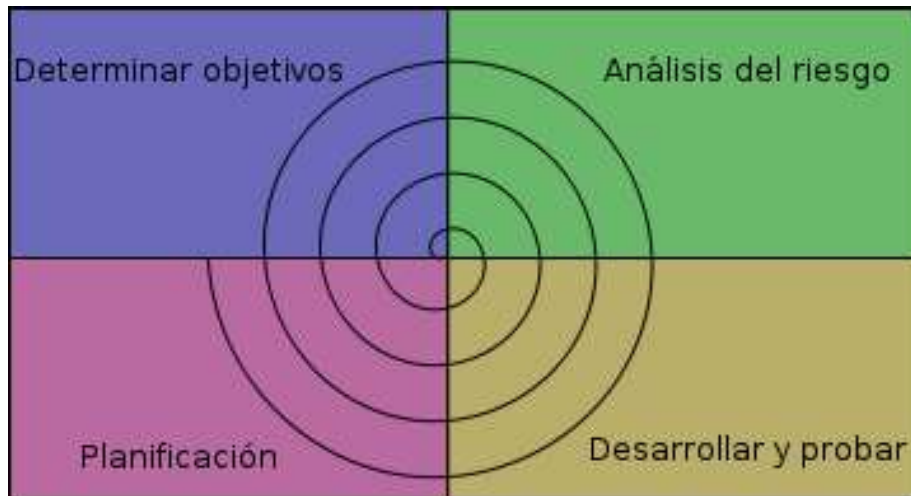 Determinar objetivos
Análisis del riesgo
Planificación
Desarrollar y probar